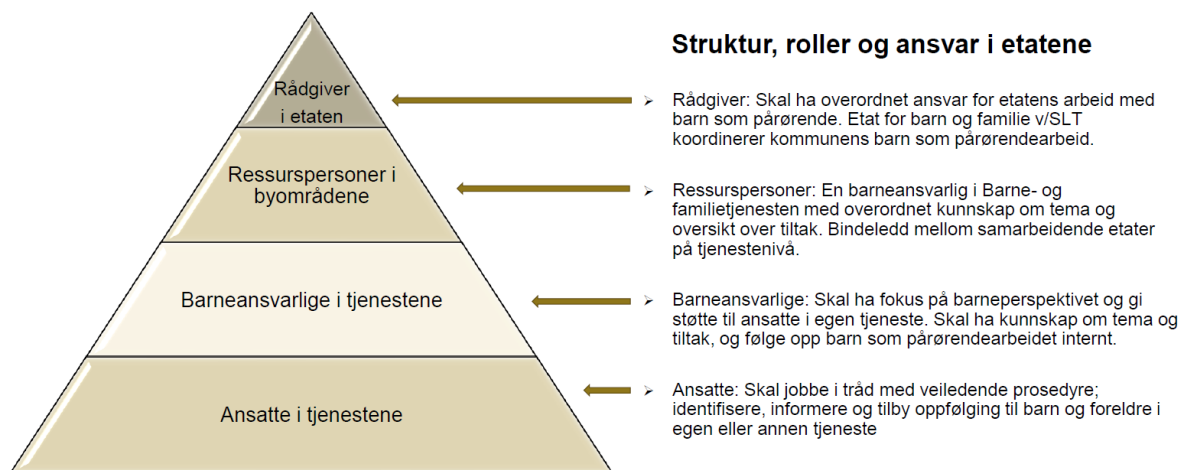 Struktur, roller og ansvar i etatene
Rådgiver
i etaten
Ressurspersoner i
byområdene
Barneansvarlige i tjenestene
Ansatte i tjenestene
Rådgiver: Skal ha overordnet ansvar for etatens arbeid med
barn som pårørende. Etat for barn og familie v/SLT
koordinerer kommunens barn som pårørendearbeid.
Ressurspersoner: En barneansvarlig i Barne- og
familietjenesten med overordnet kunnskap om tema og
oversikt over tiltak. Bindeledd mellom samarbeidende etater
på tjenestenivå.
Barneansvarlige: Skal ha fokus på barneperspektivet og gi
støtte til ansatte i egen tjeneste. Skal ha kunnskap om tema og
tiltak, og følge opp barn som pårørendearbeidet internt.
Ansatte: Skal jobbe i tråd med veiledende prosedyre;
identifisere, informere og tilby oppfølging til barn og foreldre i
egen eller annen tjeneste